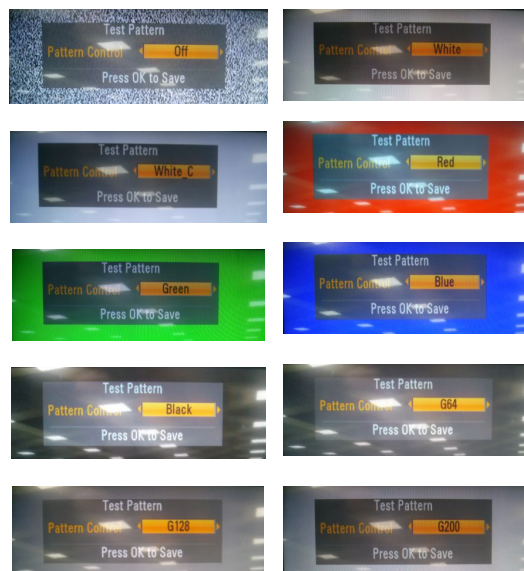 Test Pattern
Pattern Control Off
Press OK to Save
Test Pattern
Pattern Control White
Press OK to Save
Test Pattern
Pattern Control White_C
Press OK to Save
Test Pattern
Pattern Control Red
Press OK to Save
Test Pattern
Pattern Control Green
Press OK to Save
Test Pattern
Pattern Control Blue
Press OK to Save
Test Pattern
Pattern Control Black
Press OK to Save
Test Pattern
Pattern Control G64
Press OK to Save
Test Pattern
Pattern Control G128
Press OK to Save
Test Pattern
Pattern Control G200
Press OK to Save